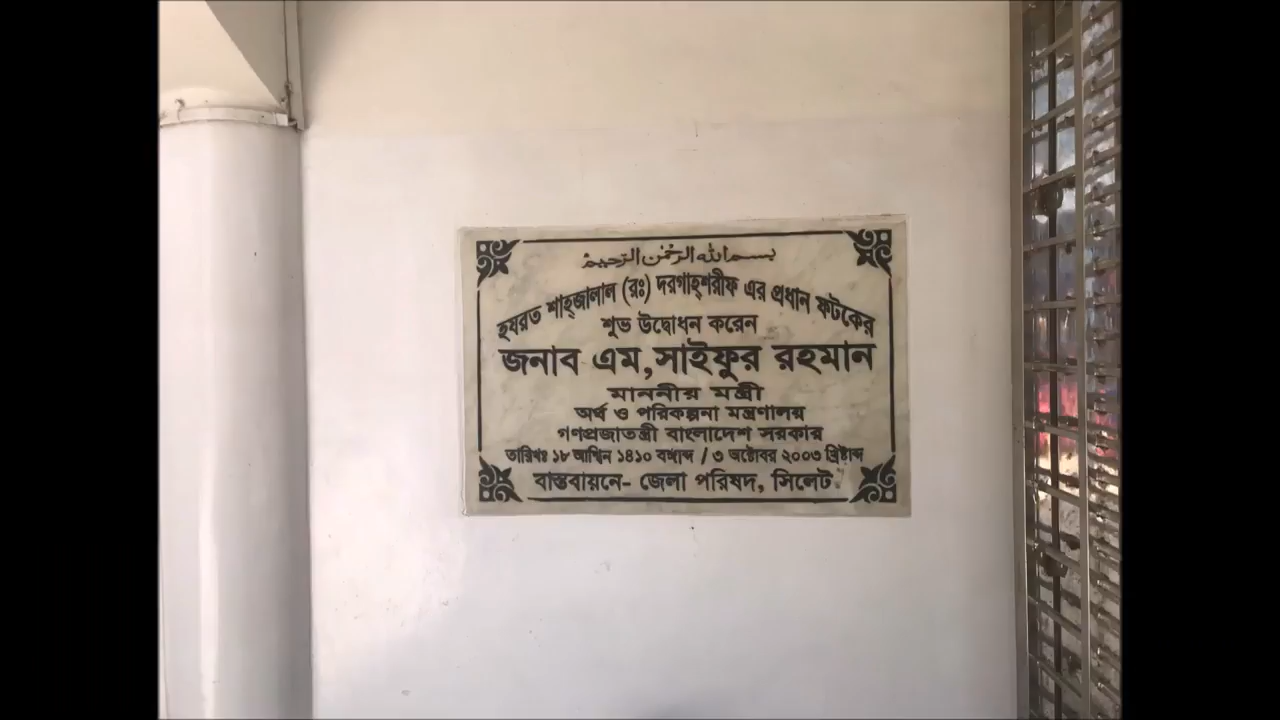 بسم الله الرحمن الرحيم
হযরত শাহ্‌জালাল (রঃ) দরগাহ্‌শরীফ এর প্রধান ফটকের
শুভ উদ্বোধন করেন
জনাব এম, সাইফুর রহমান
মাননীয় মন্ত্রী
অর্থ ও পরিকল্পনা মন্ত্রণালয়
গণপ্রজাতন্ত্রী বাংলাদেশ সরকার
তারিখঃ ১৮ আশ্বিন ১৪১০ বঙ্গাব্দ / ৩ অক্টোবর ২০০৩ খ্রিষ্টাব্দ
বাস্তবায়নে- জেলা পরিষদ, সিলেট